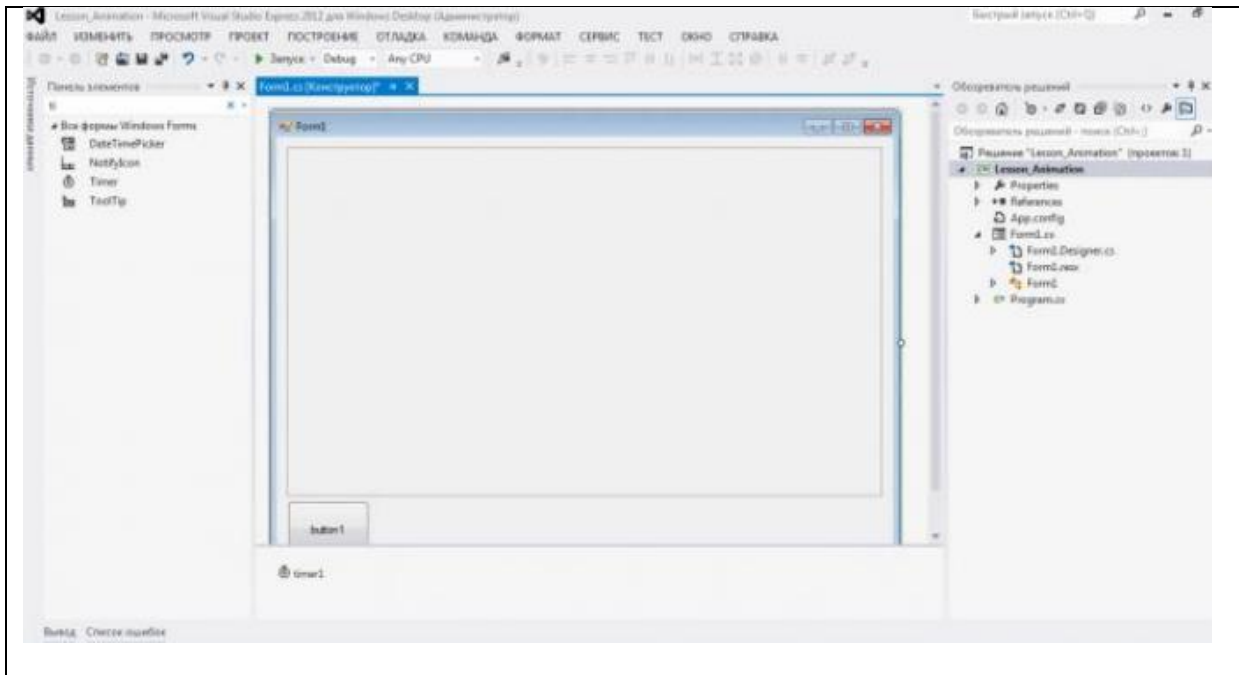 Lesson_Animation - Microsoft Visual Studio Express 2012 для Windows Desktop (Администратор)
Быстрый запуск (Ctrl+Q)
ФАЙЛ ИЗМЕНИТЬ ПРОСМОТР ПРОЕКТ ПОСТРОЕНИЕ ОТЛАДКА КОМАНДА ФОРМАТ СЕРВИС ТЕСТ ОКНО СПРАВКА
Запуск Debug Any CPU
Источники данных
Панель элементов
Все формы Windows Forms
DateTimePicker
NotifyIcon
Timer
ToolTip
Form1.cs [Конструктор]*
Form1
button1
timer1
Обозреватель решений
Обозреватель решений - поиск (Ctrl+;)
Решение "Lesson_Animation" (проектов: 1)
Lesson_Animation
Properties
References
App.config
Form1.cs
Form1.Designer.cs
Form1.resx
Form1
Program.cs
Вывод Список ошибок